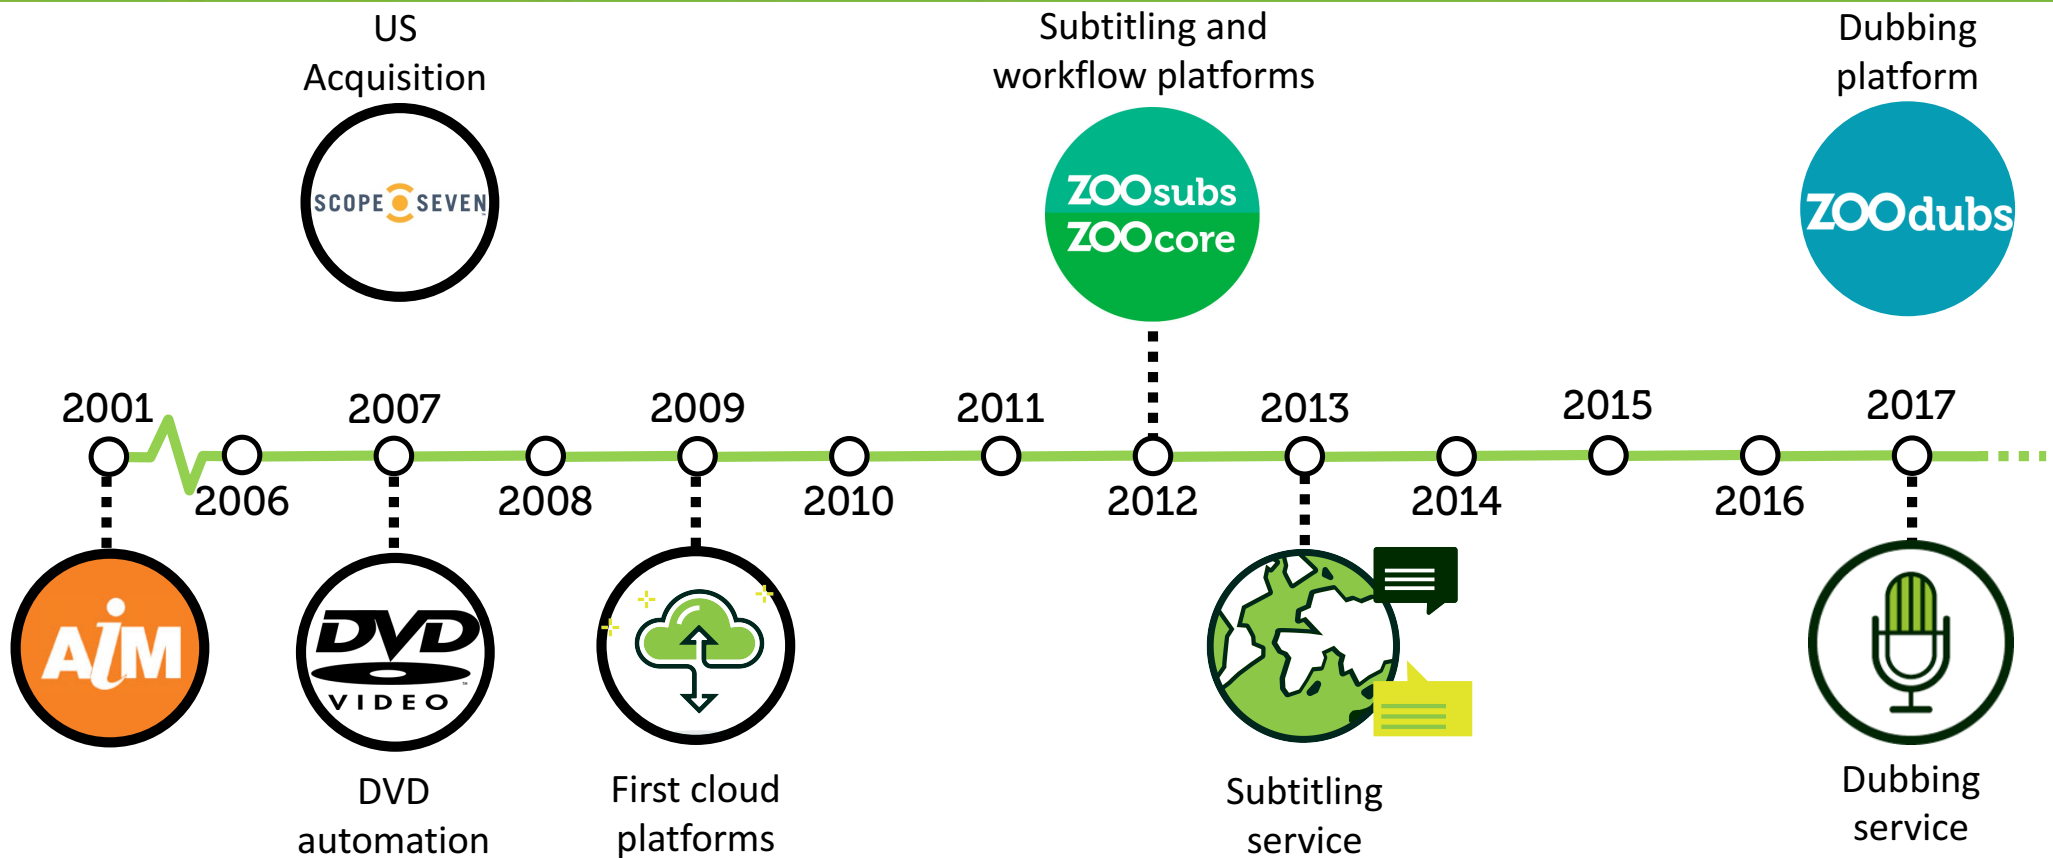 US
Acquisition
SCOPE SEVEN
Subtitling and
workflow platforms
ZOOsubs
ZOOcore
Dubbing
platform
ZOOdubs
2001
2006
2007
2008
2009
2010
2011
2012
2013
2014
2015
2016
2017
AiM
DVD
VIDEO
DVD
automation
First cloud
platforms
Subtitling
service
Dubbing
service